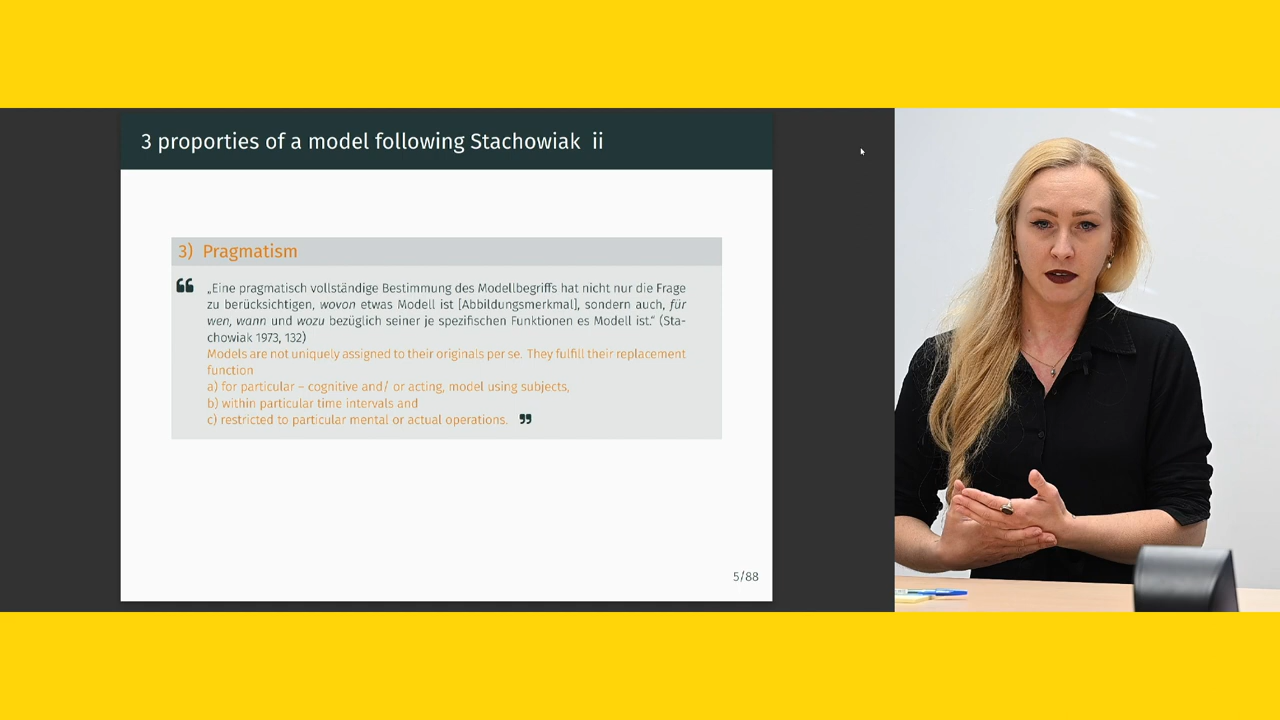 3 proporties of a model following Stachowiak ii
3) Pragmatism
❝ „Eine pragmatisch vollständige Bestimmung des Modellbegriffs hat nicht nur die Frage
zu berücksichtigen, wovon etwas Modell ist [Abbildungsmerkmal], sondern auch, für
wen, wann und wozu bezüglich seiner je spezifischen Funktionen es Modell ist.“ (Sta-
chowiak 1973, 132)
Models are not uniquely assigned to their originals per se. They fulfill their replacement
function
a) for particular – cognitive and/ or acting, model using subjects,
b) within particular time intervals and
c) restricted to particular mental or actual operations. ❞
5/88